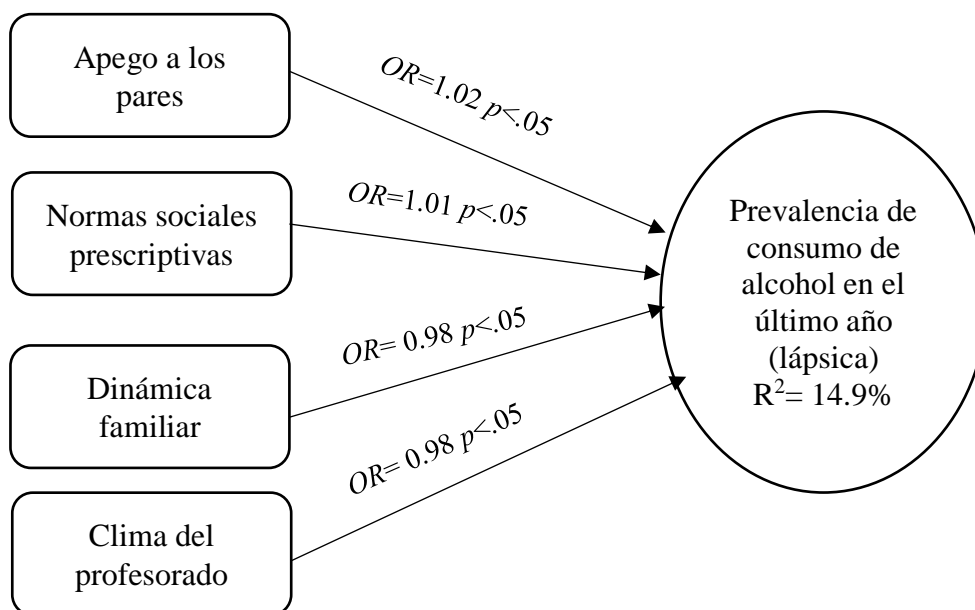 Apego a los
pares
OR=1.02 p<.05
Normas sociales
prescriptivas
OR=1.01 p<.05
Dinámica
familiar
OR= 0.98 p<.05
Clima del
profesorado
OR= 0.98 p<.05
Prevalencia de
consumo de
alcohol en el
último año
(lápsica)
R²= 14.9%